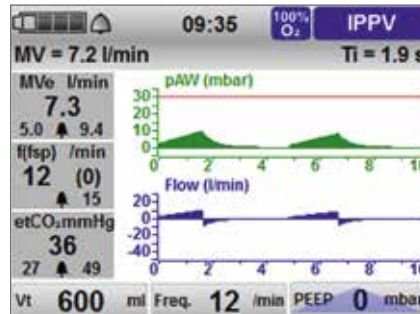 09:35 100% O₂ IPPV
MV = 7.2 l/min Ti = 1.9 s
MVe l/min
7.3
5.0 9.4
f(fsp) /min
12 (0)
15
etCO₂mmHg
36
27 49
pAW (mbar)
30
20
10
0
0 2 4 6 8 10
Flow (l/min)
20
0
-20
-40
0 2 4 6 8 10
Vt 600 ml Freq. 12 /min PEEP 0 mbar